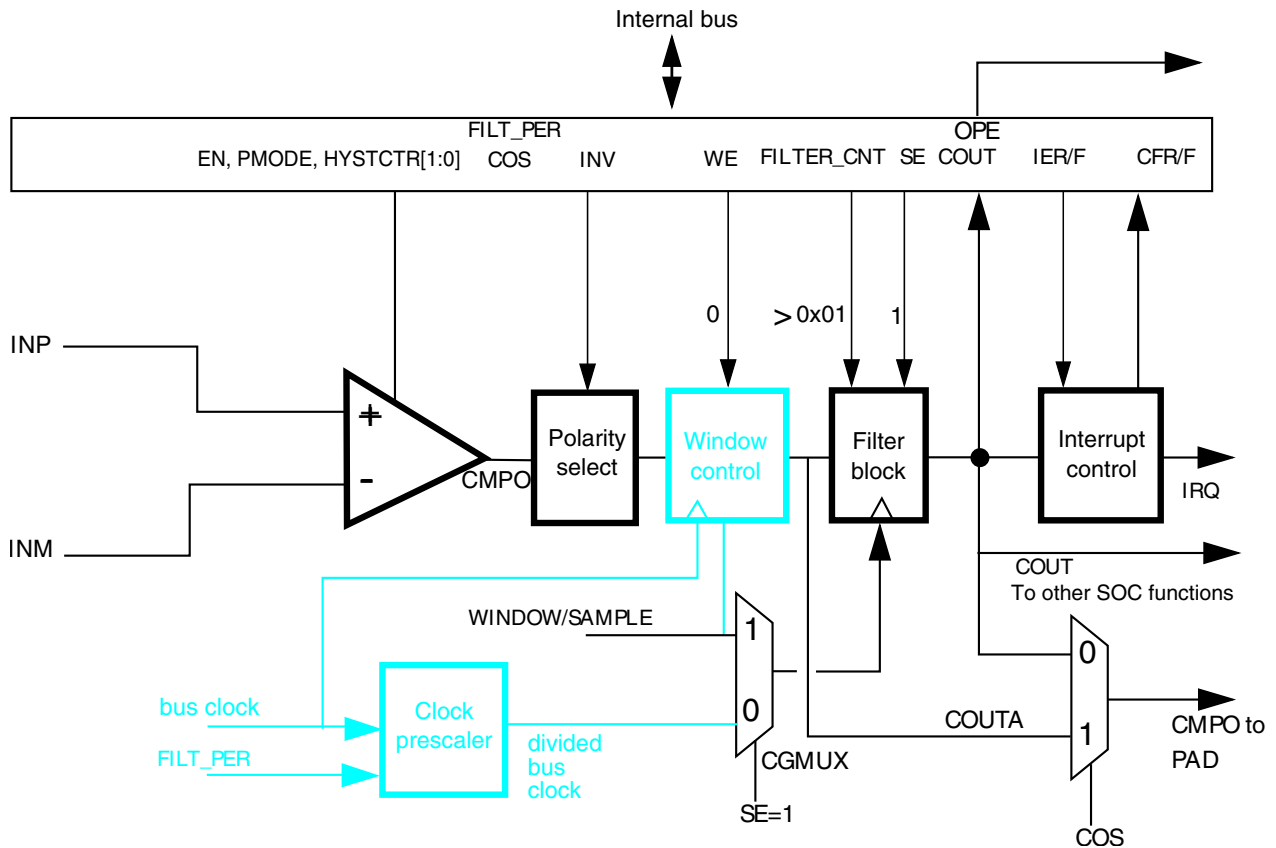 Internal bus
FILT_PER
OPE
EN, PMODE, HYSTCTR[1:0] COS INV WE FILTER_CNT SE COUT IER/F CFR/F
0 > 0x01 1
INP
+
-
INM
CMPO
Polarity
select
Window
control
Filter
block
Interrupt
control
IRQ
COUT
To other SOC functions
WINDOW/SAMPLE
1
0
CGMUX
SE=1
bus clock
FILT_PER
Clock
prescaler
divided
bus
clock
COUTA
0
1
CMPO to
PAD
COS